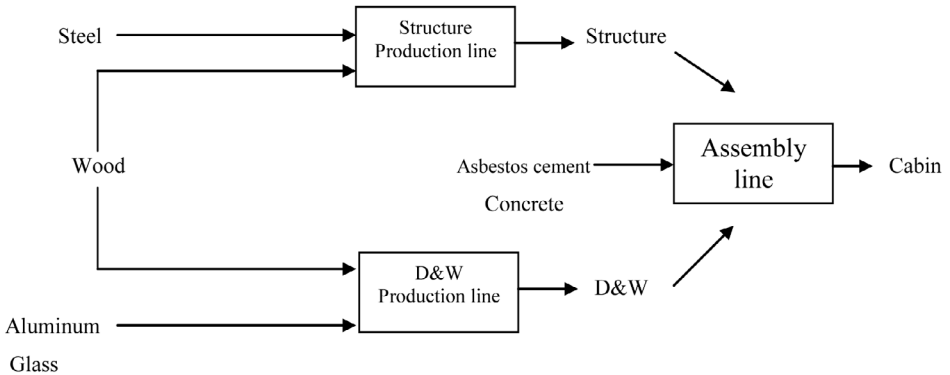 Steel
Structure
Production line
Structure
Wood
Asbestos cement
Concrete
Assembly
line
Cabin
D&W
Production line
D&W
Aluminum
Glass